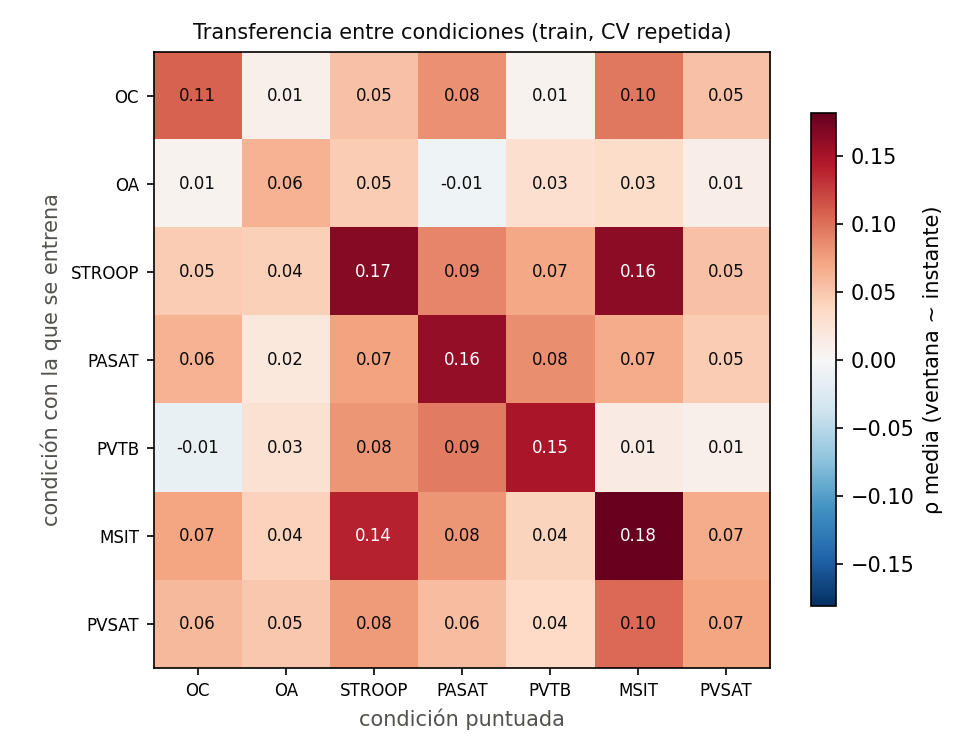 Transferencia entre condiciones (train, CV repetida)
condición con la que se entrena
OC 0.11 0.01 0.05 0.08 0.01 0.10 0.05
OA 0.01 0.06 0.05 -0.01 0.03 0.03 0.01
STROOP 0.05 0.04 0.17 0.09 0.07 0.16 0.05
PASAT 0.06 0.02 0.07 0.16 0.08 0.07 0.05
PVTB -0.01 0.03 0.08 0.09 0.15 0.01 0.01
MSIT 0.07 0.04 0.14 0.08 0.04 0.18 0.07
PVSAT 0.06 0.05 0.08 0.06 0.04 0.10 0.07
OC OA STROOP PASAT PVTB MSIT PVSAT
condición puntuada
0.15
0.10
0.05
0.00
−0.05
−0.10
−0.15
ρ media (ventana ~ instante)